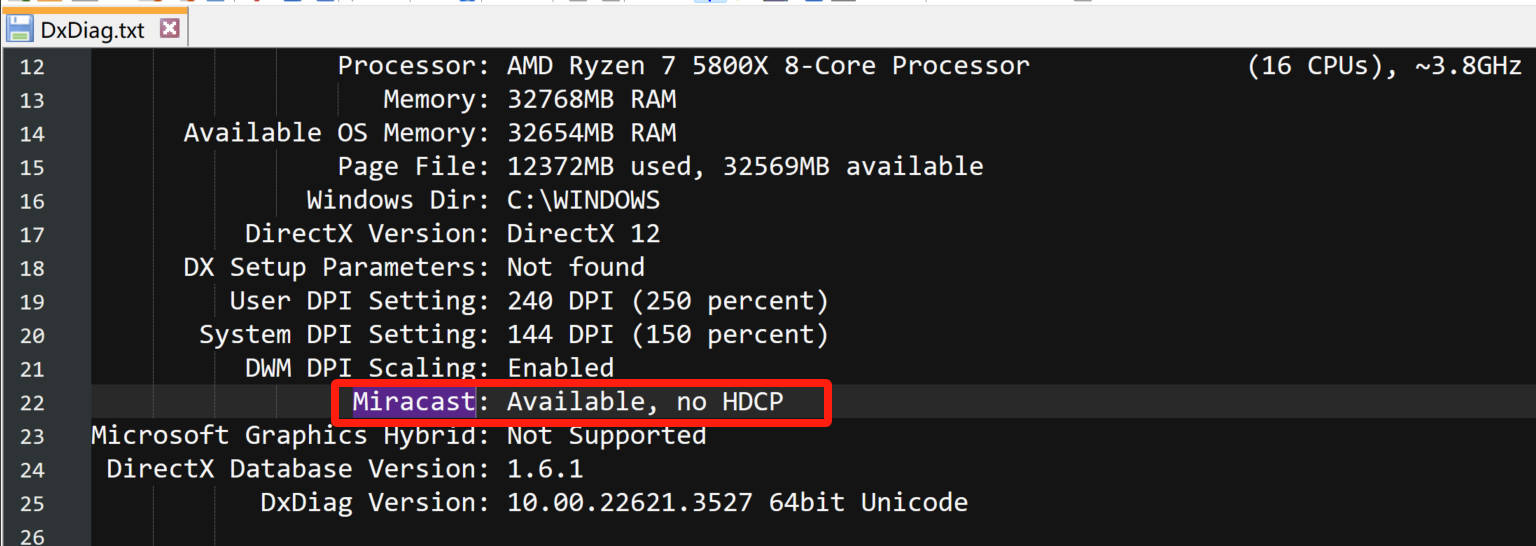 DxDiag.txt
12 Processor: AMD Ryzen 7 5800X 8-Core Processor (16 CPUs), ~3.8GHz
13 Memory: 32768MB RAM
14 Available OS Memory: 32654MB RAM
15 Page File: 12372MB used, 32569MB available
16 Windows Dir: C:\WINDOWS
17 DirectX Version: DirectX 12
18 DX Setup Parameters: Not found
19 User DPI Setting: 240 DPI (250 percent)
20 System DPI Setting: 144 DPI (150 percent)
21 DWM DPI Scaling: Enabled
22 Miracast: Available, no HDCP
23 Microsoft Graphics Hybrid: Not Supported
24 DirectX Database Version: 1.6.1
25 DxDiag Version: 10.00.22621.3527 64bit Unicode
26